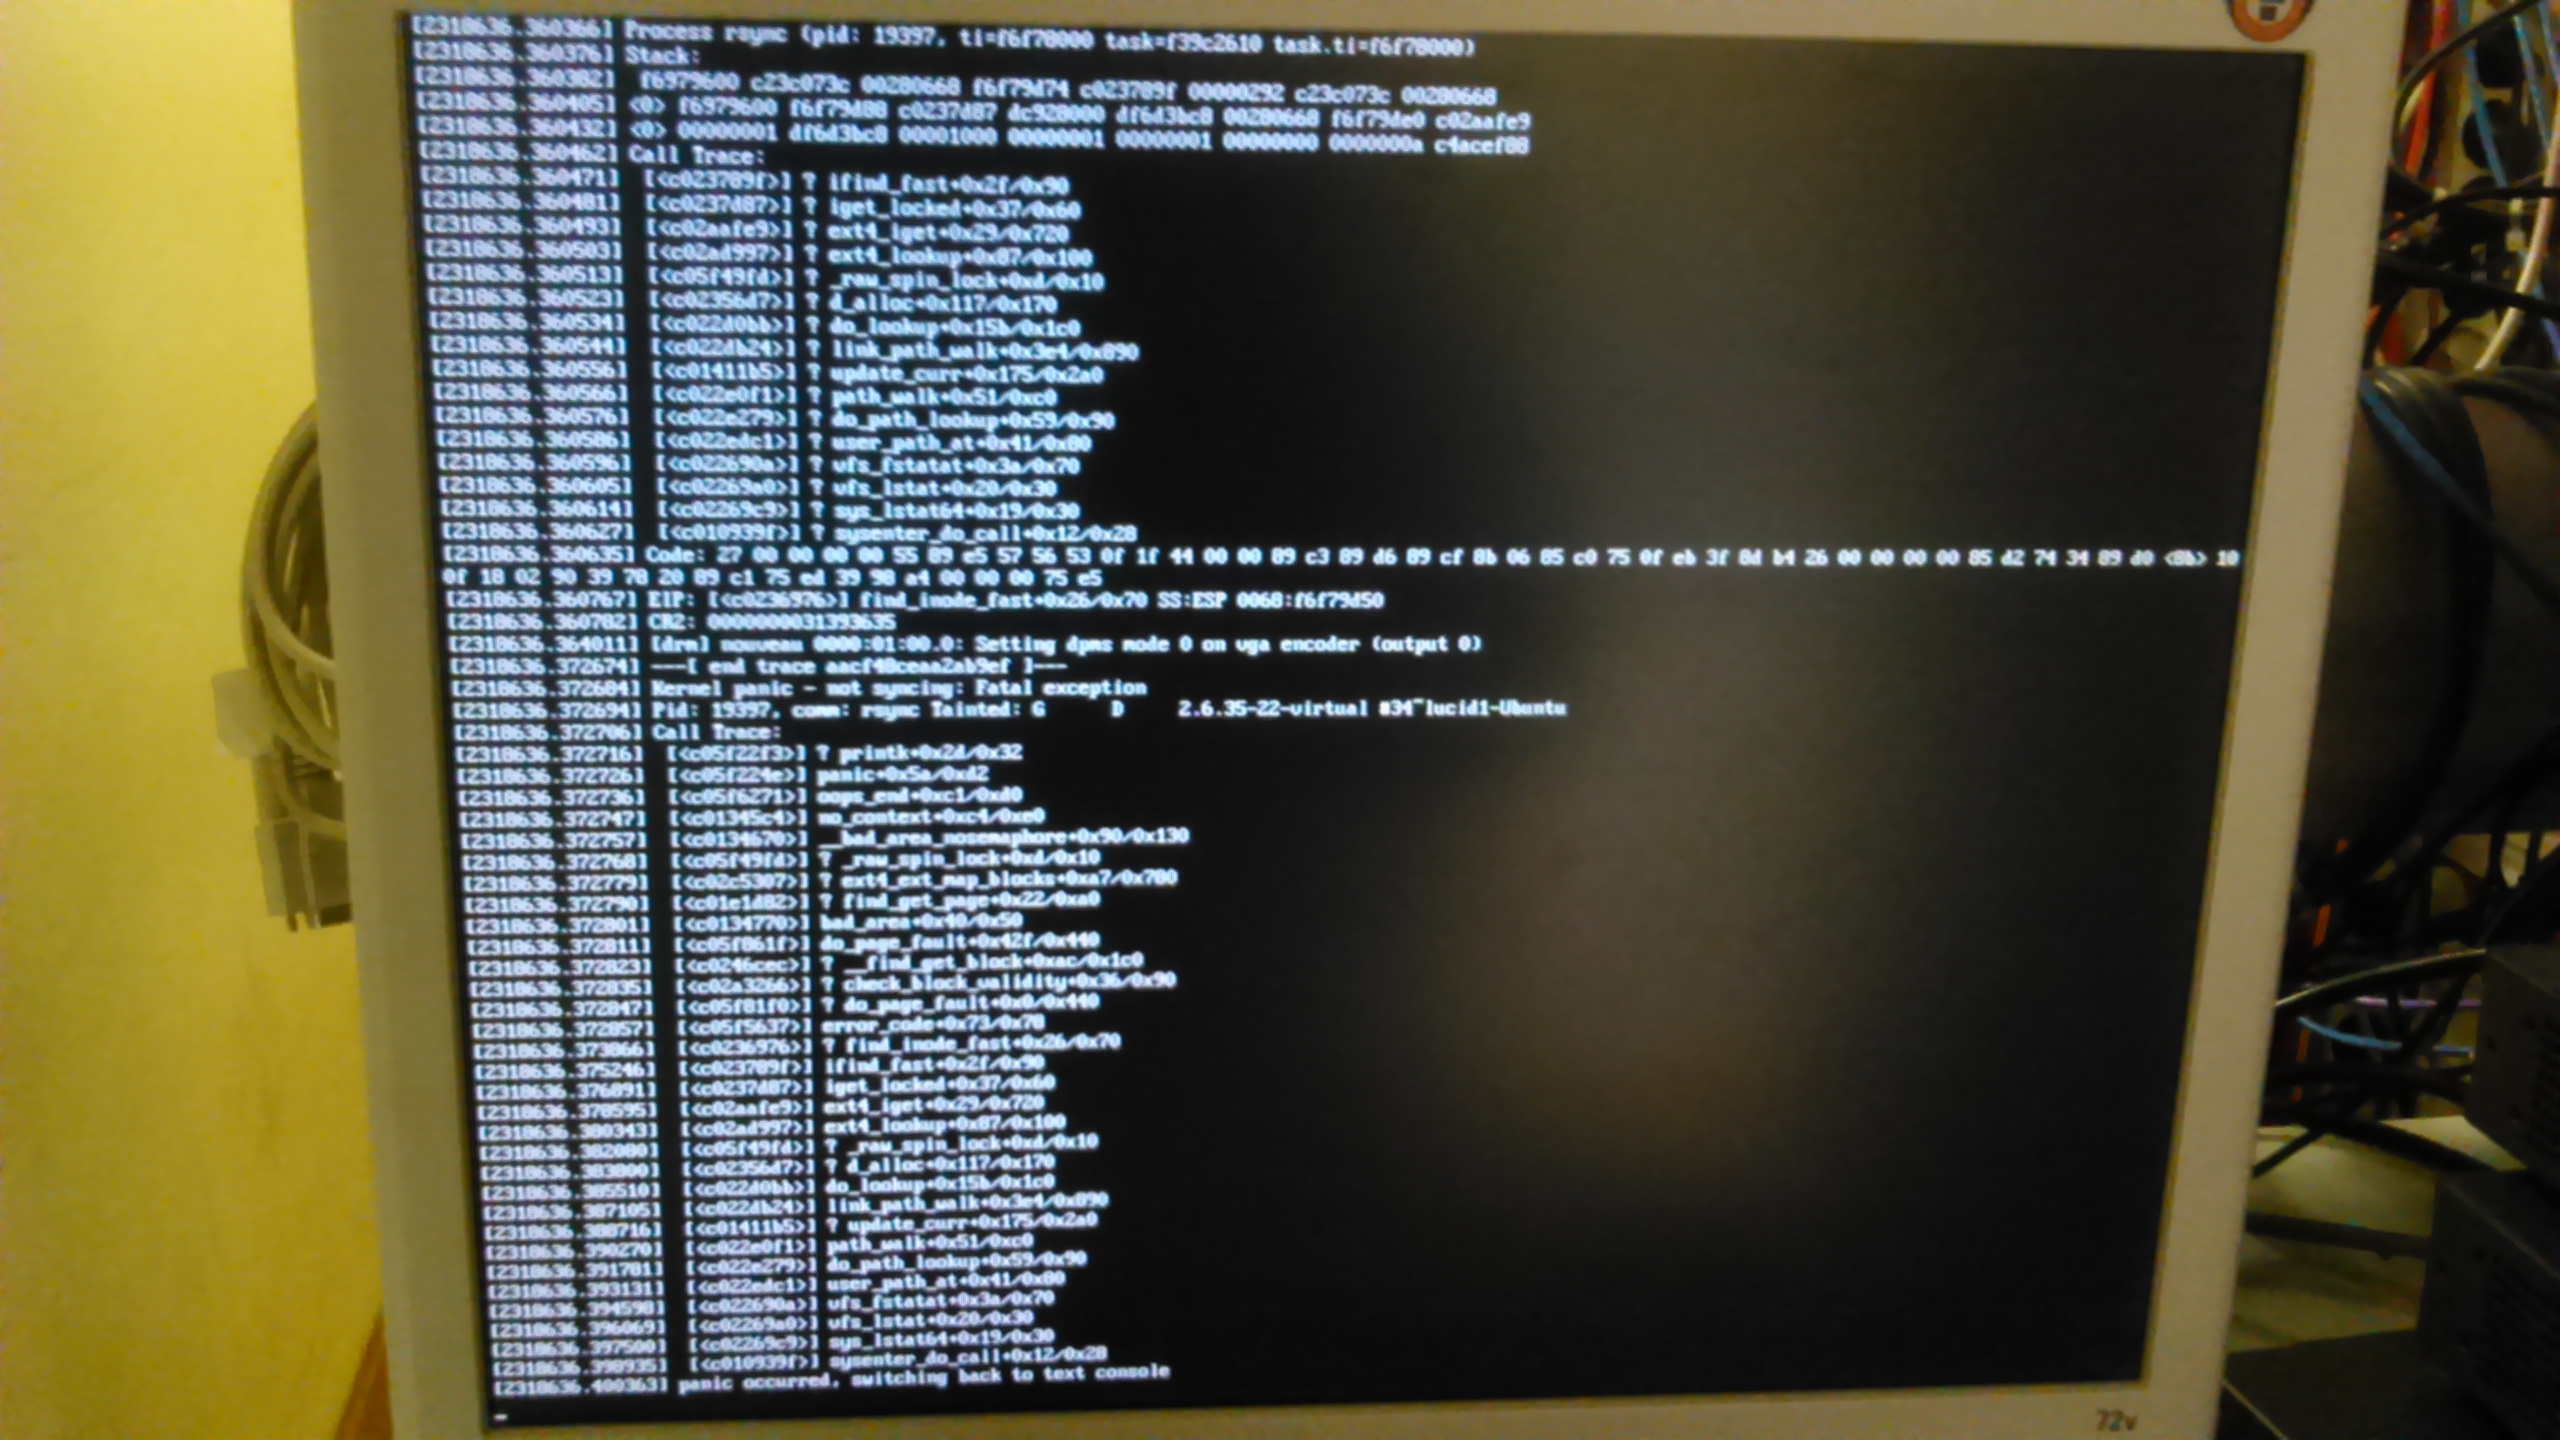 [2318636.360366] Process rsync (pid: 19397, ti=f6f78000 task=f39c2610 task.ti=f6f78000)
[2318636.360376] Stack:
[2318636.360382]  f6979600 c23c073c 00280668 f6f79d74 c023789f 00000292 c23c073c 00280668
[2318636.360405] <0> f6979600 f6f79d88 c0237d87 dc928000 df6d3bc8 00280668 f6f79de0 c02aafe9
[2318636.360432] <0> 00000001 df6d3bc8 00001000 00000001 00000001 00000000 0000000a c4acef88
[2318636.360462] Call Trace:
[2318636.360471]  [<c023789f>] ? ifind_fast+0x2f/0x90
[2318636.360481]  [<c0237d87>] ? iget_locked+0x37/0x60
[2318636.360493]  [<c02aafe9>] ? ext4_iget+0x29/0x720
[2318636.360503]  [<c02ad997>] ? ext4_lookup+0x87/0x100
[2318636.360513]  [<c05f49fd>] ? _raw_spin_lock+0xd/0x10
[2318636.360523]  [<c02356d7>] ? d_alloc+0x117/0x170
[2318636.360534]  [<c022d0bb>] ? do_lookup+0x15b/0x1c0
[2318636.360544]  [<c022db24>] ? link_path_walk+0x3e4/0x890
[2318636.360556]  [<c01411b5>] ? update_curr+0x175/0x2a0
[2318636.360566]  [<c022e0f1>] ? path_walk+0x51/0xc0
[2318636.360576]  [<c022e279>] ? do_path_lookup+0x59/0x90
[2318636.360586]  [<c022edc1>] ? user_path_at+0x41/0x80
[2318636.360596]  [<c022690a>] ? vfs_fstatat+0x3a/0x70
[2318636.360605]  [<c02269a0>] ? vfs_lstat+0x20/0x30
[2318636.360614]  [<c02269c9>] ? sys_lstat64+0x19/0x30
[2318636.360627]  [<c010939f>] ? sysenter_do_call+0x12/0x28
[2318636.360635] Code: 27 00 00 00 00 55 89 e5 57 56 53 0f 1f 44 00 00 89 c3 89 d6 89 cf 8b 06 85 c0 75 0f eb 3f 8d b4 26 00 00 00 00 85 d2 74 34 89 d0 <8b> 10
0f 18 02 90 39 78 20 89 c1 75 ed 39 98 a4 00 00 00 75 e5
[2318636.360767] EIP: [<c0236976>] find_inode_fast+0x26/0x70 SS:ESP 0068:f6f79d50
[2318636.360782] CR2: 0000000031393635
[2318636.364011] [drm] nouveau 0000:01:00.0: Setting dpms mode 0 on vga encoder (output 0)
[2318636.372674] ---[ end trace aacf48ceaa2ab9ef ]---
[2318636.372684] Kernel panic - not syncing: Fatal exception
[2318636.372694] Pid: 19397, comm: rsync Tainted: G      D     2.6.35-22-virtual #34~lucid1-Ubuntu
[2318636.372706] Call Trace:
[2318636.372716]  [<c05f22f3>] ? printk+0x2d/0x32
[2318636.372726]  [<c05f224e>] panic+0x5a/0xd2
[2318636.372736]  [<c05f6271>] oops_end+0xc1/0xd0
[2318636.372747]  [<c01345c4>] no_context+0xc4/0xe0
[2318636.372757]  [<c0134670>] __bad_area_nosemaphore+0x90/0x130
[2318636.372768]  [<c05f49fd>] ? _raw_spin_lock+0xd/0x10
[2318636.372779]  [<c02c5307>] ? ext4_ext_map_blocks+0xa7/0x780
[2318636.372790]  [<c01e1d82>] ? find_get_page+0x22/0xa0
[2318636.372801]  [<c0134770>] bad_area+0x40/0x50
[2318636.372811]  [<c05f861f>] do_page_fault+0x42f/0x440
[2318636.372823]  [<c0246cec>] ? __find_get_block+0xac/0x1c0
[2318636.372835]  [<c02a3266>] ? check_block_validity+0x36/0x90
[2318636.372847]  [<c05f81f0>] ? do_page_fault+0x0/0x440
[2318636.372857]  [<c05f5637>] error_code+0x73/0x78
[2318636.373866]  [<c0236976>] ? find_inode_fast+0x26/0x70
[2318636.375246]  [<c023789f>] ifind_fast+0x2f/0x90
[2318636.376891]  [<c0237d87>] iget_locked+0x37/0x60
[2318636.378595]  [<c02aafe9>] ext4_iget+0x29/0x720
[2318636.380343]  [<c02ad997>] ext4_lookup+0x87/0x100
[2318636.382080]  [<c05f49fd>] ? _raw_spin_lock+0xd/0x10
[2318636.383800]  [<c02356d7>] ? d_alloc+0x117/0x170
[2318636.385510]  [<c022d0bb>] do_lookup+0x15b/0x1c0
[2318636.387105]  [<c022db24>] link_path_walk+0x3e4/0x890
[2318636.388716]  [<c01411b5>] ? update_curr+0x175/0x2a0
[2318636.390270]  [<c022e0f1>] path_walk+0x51/0xc0
[2318636.391781]  [<c022e279>] do_path_lookup+0x59/0x90
[2318636.393131]  [<c022edc1>] user_path_at+0x41/0x80
[2318636.394598]  [<c022690a>] vfs_fstatat+0x3a/0x70
[2318636.396069]  [<c02269a0>] vfs_lstat+0x20/0x30
[2318636.397500]  [<c02269c9>] sys_lstat64+0x19/0x30
[2318636.398935]  [<c010939f>] sysenter_do_call+0x12/0x28
[2318636.400363] panic occurred, switching back to text console
72v